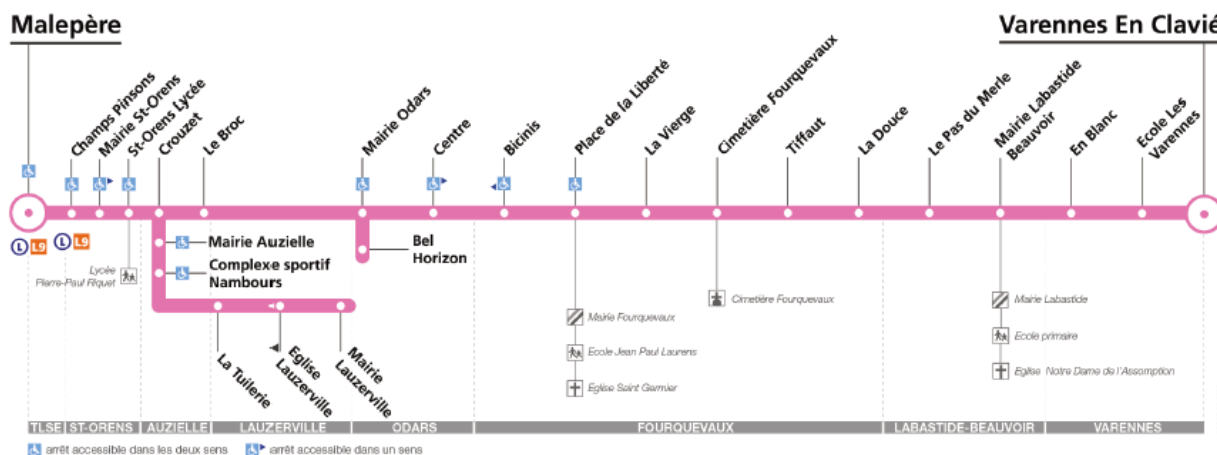 Malepère
Varennes En Clavié
Champs Pinsons
Mairie St-Orens
St-Orens Lycée
Crouzet
Le Broc
Mairie Odars
Centre
Bicinis
Place de la Liberté
La Vierge
Cimetière Fourquevaux
Tiffaut
La Douce
Le Pas du Merle
Mairie Labastide
Beauvoir
En Blanc
Ecole Les
Varennes
L L9
L L9
Lycée
Pierre-Paul Riquet
Mairie Auzielle
Complexe sportif
Nambours
Bel
Horizon
La Tuilerie
Eglise
Lauzerville
Mairie
Lauzerville
Mairie Fourquevaux
Ecole Jean Paul Laurens
Eglise Saint Germier
Cimetière Fourquevaux
Mairie Labastide
Ecole primaire
Eglise Notre Dame de l'Assomption
TLSE ST-ORENS AUZIELLE LAUZERVILLE ODARS FOURQUEVAUX LABASTIDE-BEAUVOIR VARENNES
arrêt accessible dans les deux sens arrêt accessible dans un sens